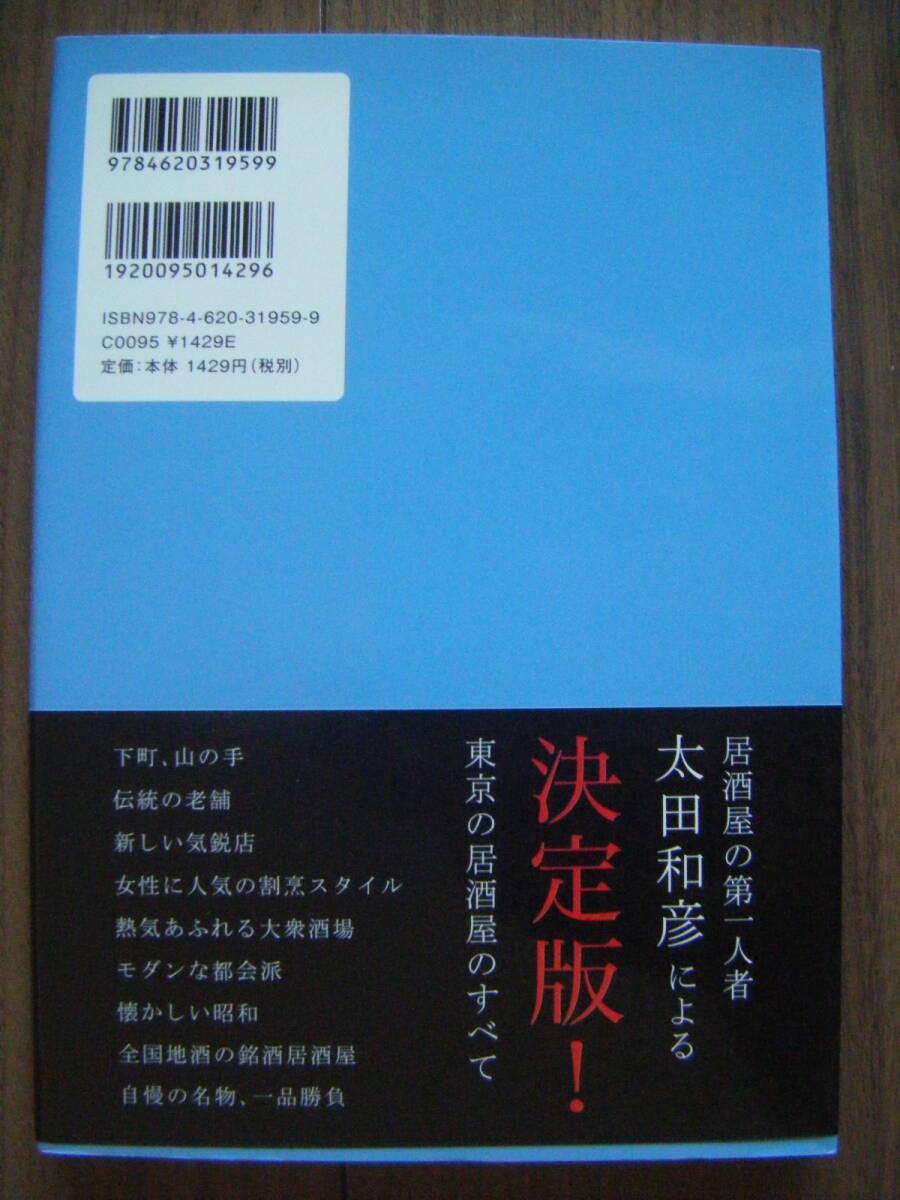 9784620319599
1920095014296
ISBN978-4-620-31959-9
C0095 ¥1429E
定価:本体 1429円(税別)
居酒屋の第一人者
太田和彦による
決定版!
東京の居酒屋のすべて
下町、山の手
伝統の老舗
新しい気鋭店
女性に人気の割烹スタイル
熱気あふれる大衆酒場
モダンな都会派
懐かしい昭和
全国地酒の銘酒居酒屋
自慢の名物、一品勝負